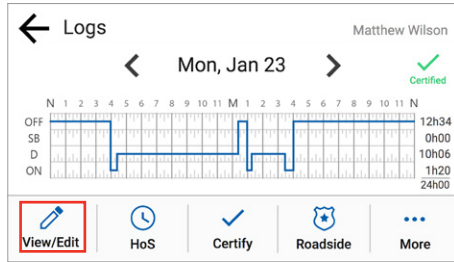 Logs
Matthew Wilson
Mon, Jan 23
Certified
N 1 2 3 4 5 6 7 8 9 10 11 M 1 2 3 4 5 6 7 8 9 10 11 N
OFF 12h34
SB 0h00
D 10h06
ON 1h20
24h00
View/Edit HoS Certify Roadside More